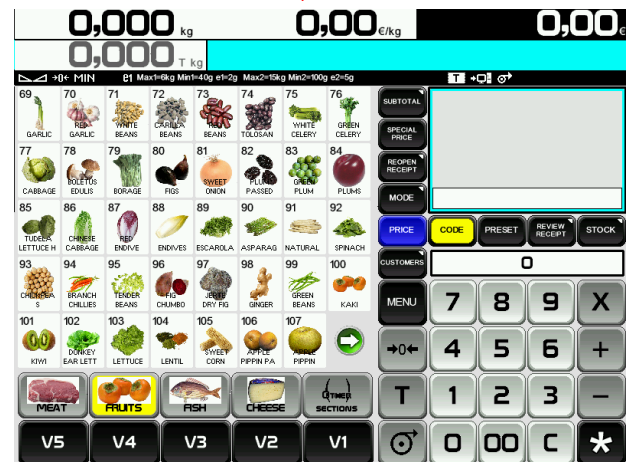 0,000 kg 0,00 €/kg 0,00 €
0,000 T kg
→0← MIN e1 Max1=6kg Min1=40g e1=2g Max2=15kg Min2=100g e2=5g T
69 70 71 72 73 74 75 76
GARLIC RED GARLIC WHITE BEANS CARILLA BEANS RED BEANS TOLOSAN WHITE CELERY GREEN CELERY
77 78 79 80 81 82 83 84
CABBAGE BOLETUS EDULIS BORAGE FIGS SWEET ONION PLUM PASSED GREEN PLUM PLUMS
85 86 87 88 89 90 91 92
TUDELA LETTUCE H CHINESE CABBAGE RED ENDIVE ENDIVES ESCAROLA ASPARAG NATURAL SPINACH
93 94 95 96 97 98 99 100
CHICKPEA S BRANCH CHILLIES TENDER BEANS FIG CHUMBO DRY FIG GINGER GREEN BEANS KAKI
101 102 103 104 105 106 107
KIWI DONKEY EAR LETT LETTUCE LENTIL SWEET CORN APPLE PIPPIN PA APPLE PIPPIN
MEAT FRUITS FISH CHEESE OTHER SECTIONS
V5 V4 V3 V2 V1
SUBTOTAL
SPECIAL PRICE
REOPEN RECEIPT
MODE
PRICE CODE PRESET REVIEW RECEIPT STOCK
CUSTOMERS 0
MENU 7 8 9 X
→0← 4 5 6 +
T 1 2 3 −
0 00 C *